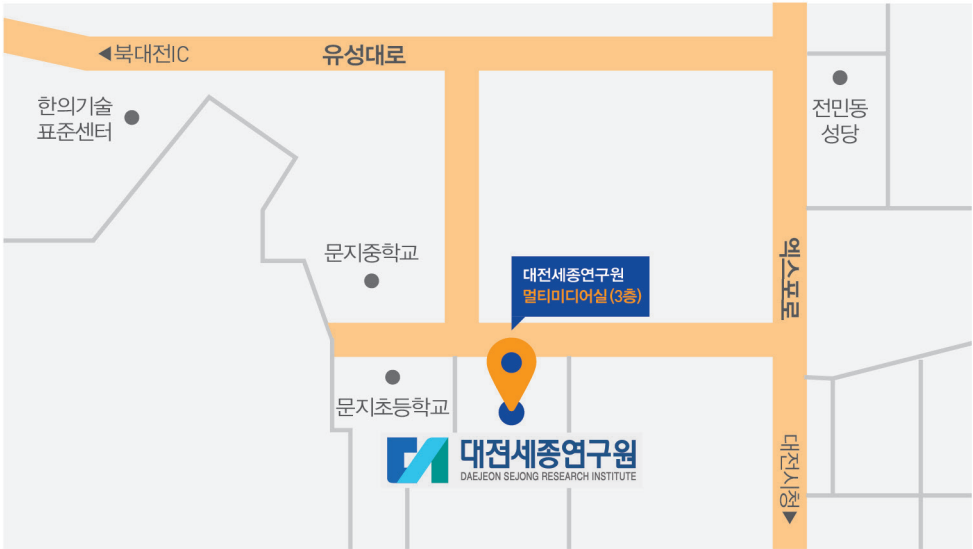 ◀북대전IC
유성대로
한의기술
표준센터
전민동
성당
문지중학교
엑스포로
대전세종연구원
멀티미디어실(3층)
문지초등학교
대전세종연구원
DAEJEON SEJONG RESEARCH INSTITUTE
대전시청▶